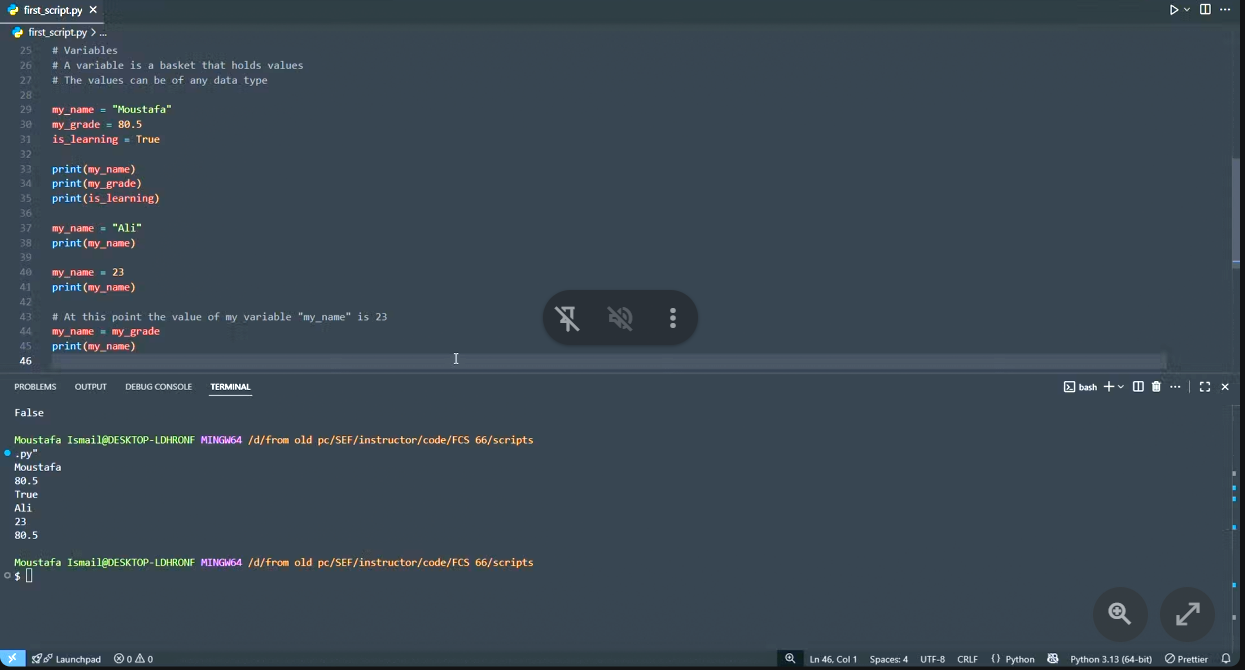 first_script.py
first_script.py > ...
25 # Variables
26 # A variable is a basket that holds values
27 # The values can be of any data type
28
29 my_name = "Moustafa"
30 my_grade = 80.5
31 is_learning = True
32
33 print(my_name)
34 print(my_grade)
35 print(is_learning)
36
37 my_name = "Ali"
38 print(my_name)
39
40 my_name = 23
41 print(my_name)
42
43 # At this point the value of my variable "my_name" is 23
44 my_name = my_grade
45 print(my_name)
46
PROBLEMS OUTPUT DEBUG CONSOLE TERMINAL bash
False
Moustafa Ismail@DESKTOP-LDHRONF MINGW64 /d/from old pc/SEF/instructor/code/FCS 66/scripts
.py"
Moustafa
80.5
True
Ali
23
80.5
Moustafa Ismail@DESKTOP-LDHRONF MINGW64 /d/from old pc/SEF/instructor/code/FCS 66/scripts
$
Launchpad 0 0 Ln 46, Col 1 Spaces: 4 UTF-8 CRLF {} Python Python 3.13 (64-bit) Prettier